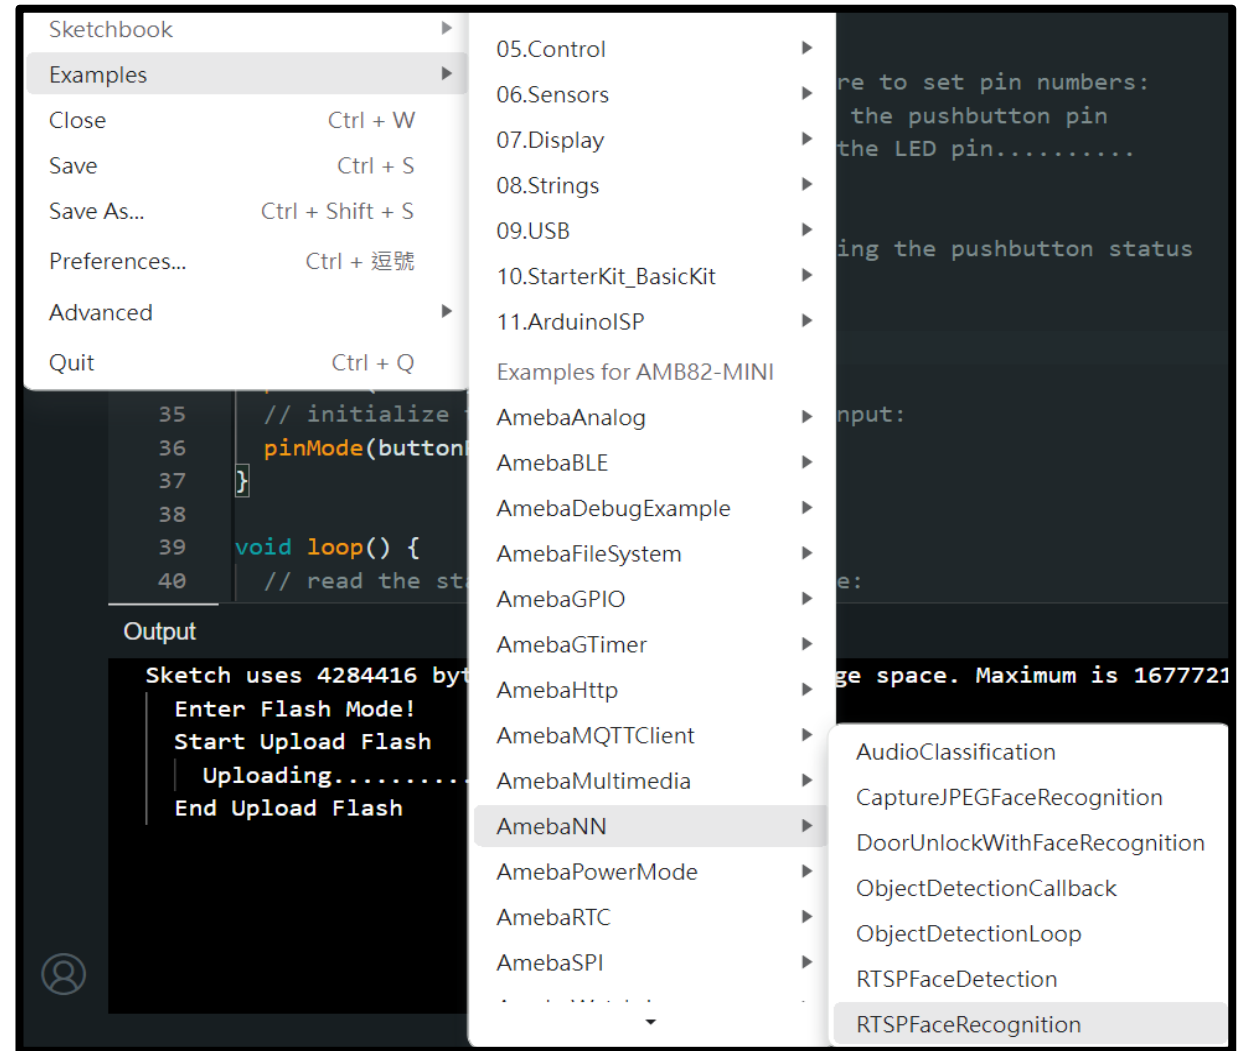 Sketchbook
Examples
Close Ctrl + W
Save Ctrl + S
Save As... Ctrl + Shift + S
Preferences... Ctrl + 逗號
Advanced
Quit Ctrl + Q
05.Control
06.Sensors
07.Display
08.Strings
09.USB
10.StarterKit_BasicKit
11.ArduinoISP
Examples for AMB82-MINI
AmebaAnalog
AmebaBLE
AmebaDebugExample
AmebaFileSystem
AmebaGPIO
AmebaGTimer
AmebaHttp
AmebaMQTTClient
AmebaMultimedia
AmebaNN
AmebaPowerMode
AmebaRTC
AmebaSPI
AudioClassification
CaptureJPEGFaceRecognition
DoorUnlockWithFaceRecognition
ObjectDetectionCallback
ObjectDetectionLoop
RTSPFaceDetection
RTSPFaceRecognition
re to set pin numbers:
the pushbutton pin
the LED pin..........
ing the pushbutton status
35 // initialize nput:
36 pinMode(button
37 }
38
39 void loop() {
40 // read the sta e:
Output
Sketch uses 4284416 byt ge space. Maximum is 1677721
Enter Flash Mode!
Start Upload Flash
Uploading..........
End Upload Flash